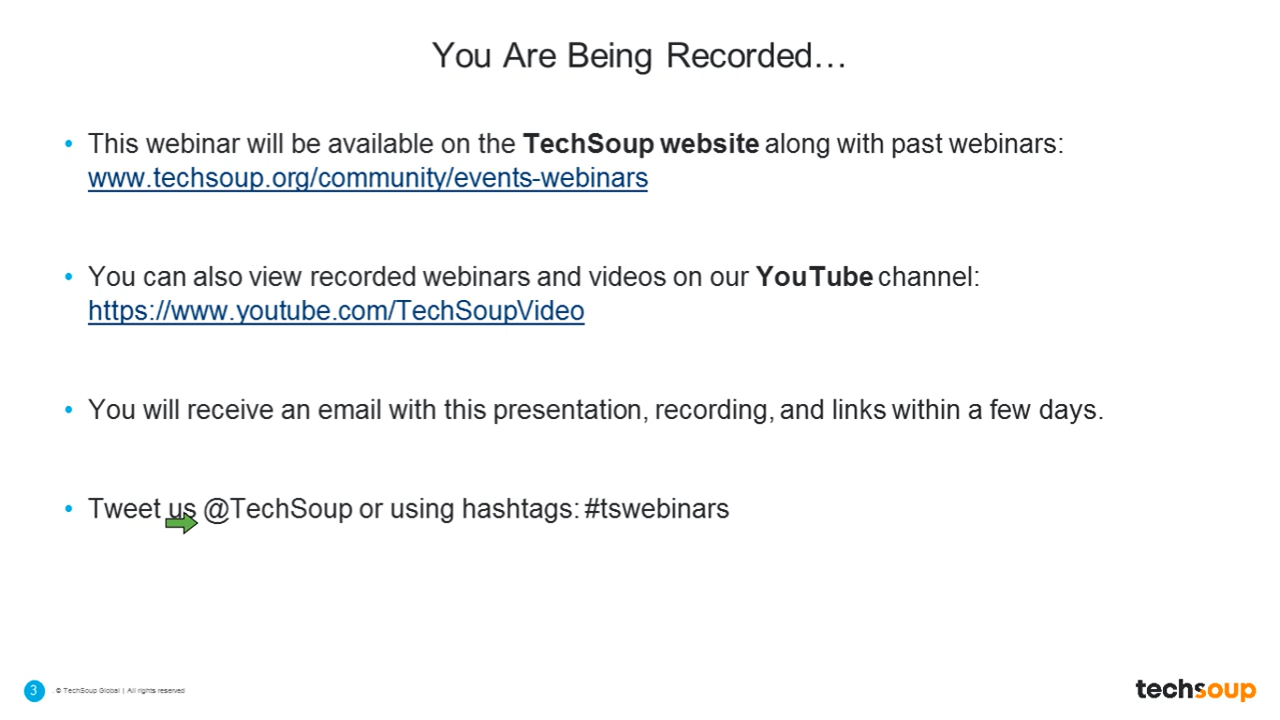 You Are Being Recorded…
• This webinar will be available on the TechSoup website along with past webinars:
www.techsoup.org/community/events-webinars
• You can also view recorded webinars and videos on our YouTube channel:
https://www.youtube.com/TechSoupVideo
• You will receive an email with this presentation, recording, and links within a few days.
• Tweet us @TechSoup or using hashtags: #tswebinars
3 . © TechSoup Global | All rights reserved
techsoup